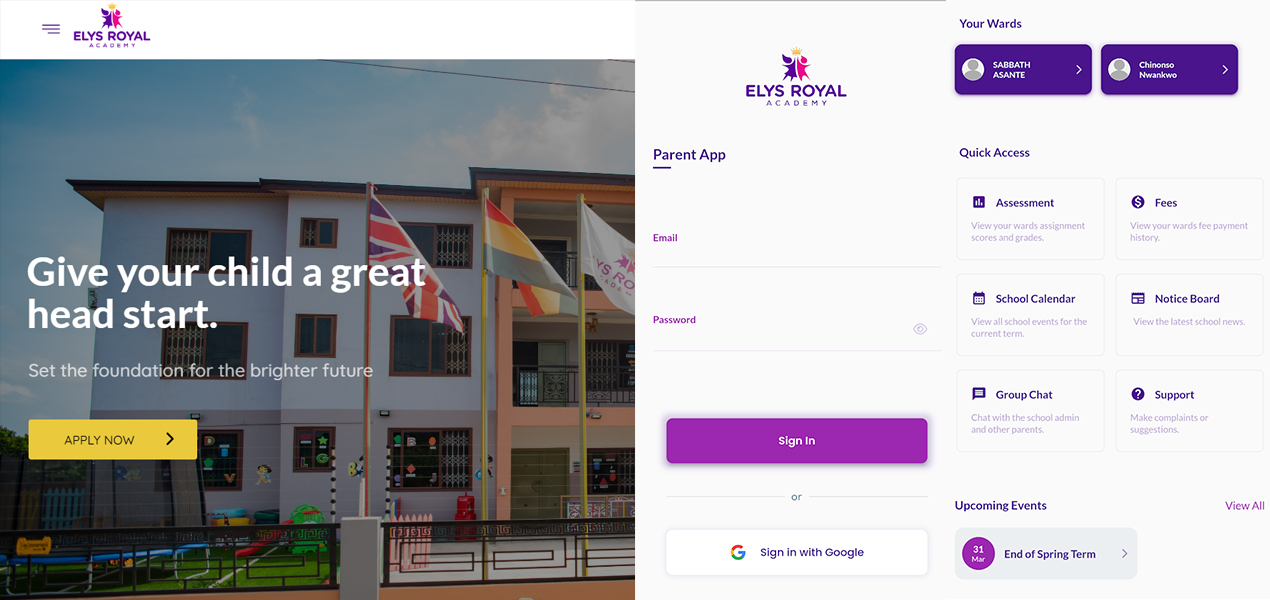 ELYS ROYAL
ACADEMY
Give your child a great
head start.
Set the foundation for the brighter future
APPLY NOW
ELYS ROYAL
ACADEMY
Parent App
Email
Password
Sign In
or
Sign in with Google
Your Wards
SABBATH
ASANTE
Chinonso
Nwankwo
Quick Access
Assessment
View your wards assignment
scores and grades.
Fees
View your wards fee payment
history.
School Calendar
View all school events for the
current term.
Notice Board
View the latest school news.
Group Chat
Chat with the school admin
and other parents.
Support
Make complaints or
suggestions.
Upcoming Events
View All
31
Mar
End of Spring Term